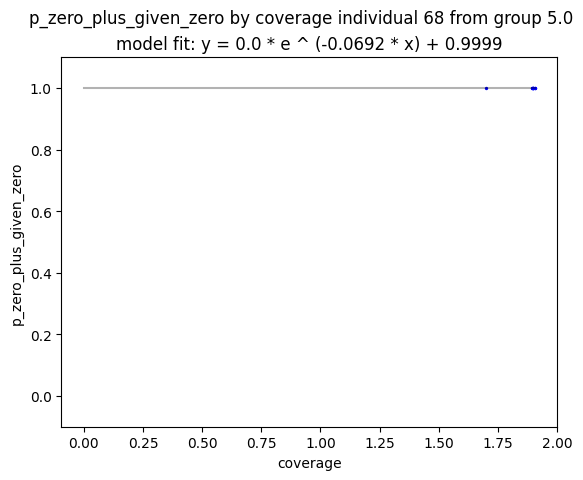 p_zero_plus_given_zero by coverage individual 68 from group 5.0
model fit: y = 0.0 * e ^ (-0.0692 * x) + 0.9999
p_zero_plus_given_zero
1.0
0.8
0.6
0.4
0.2
0.0
0.00 0.25 0.50 0.75 1.00 1.25 1.50 1.75 2.00
coverage